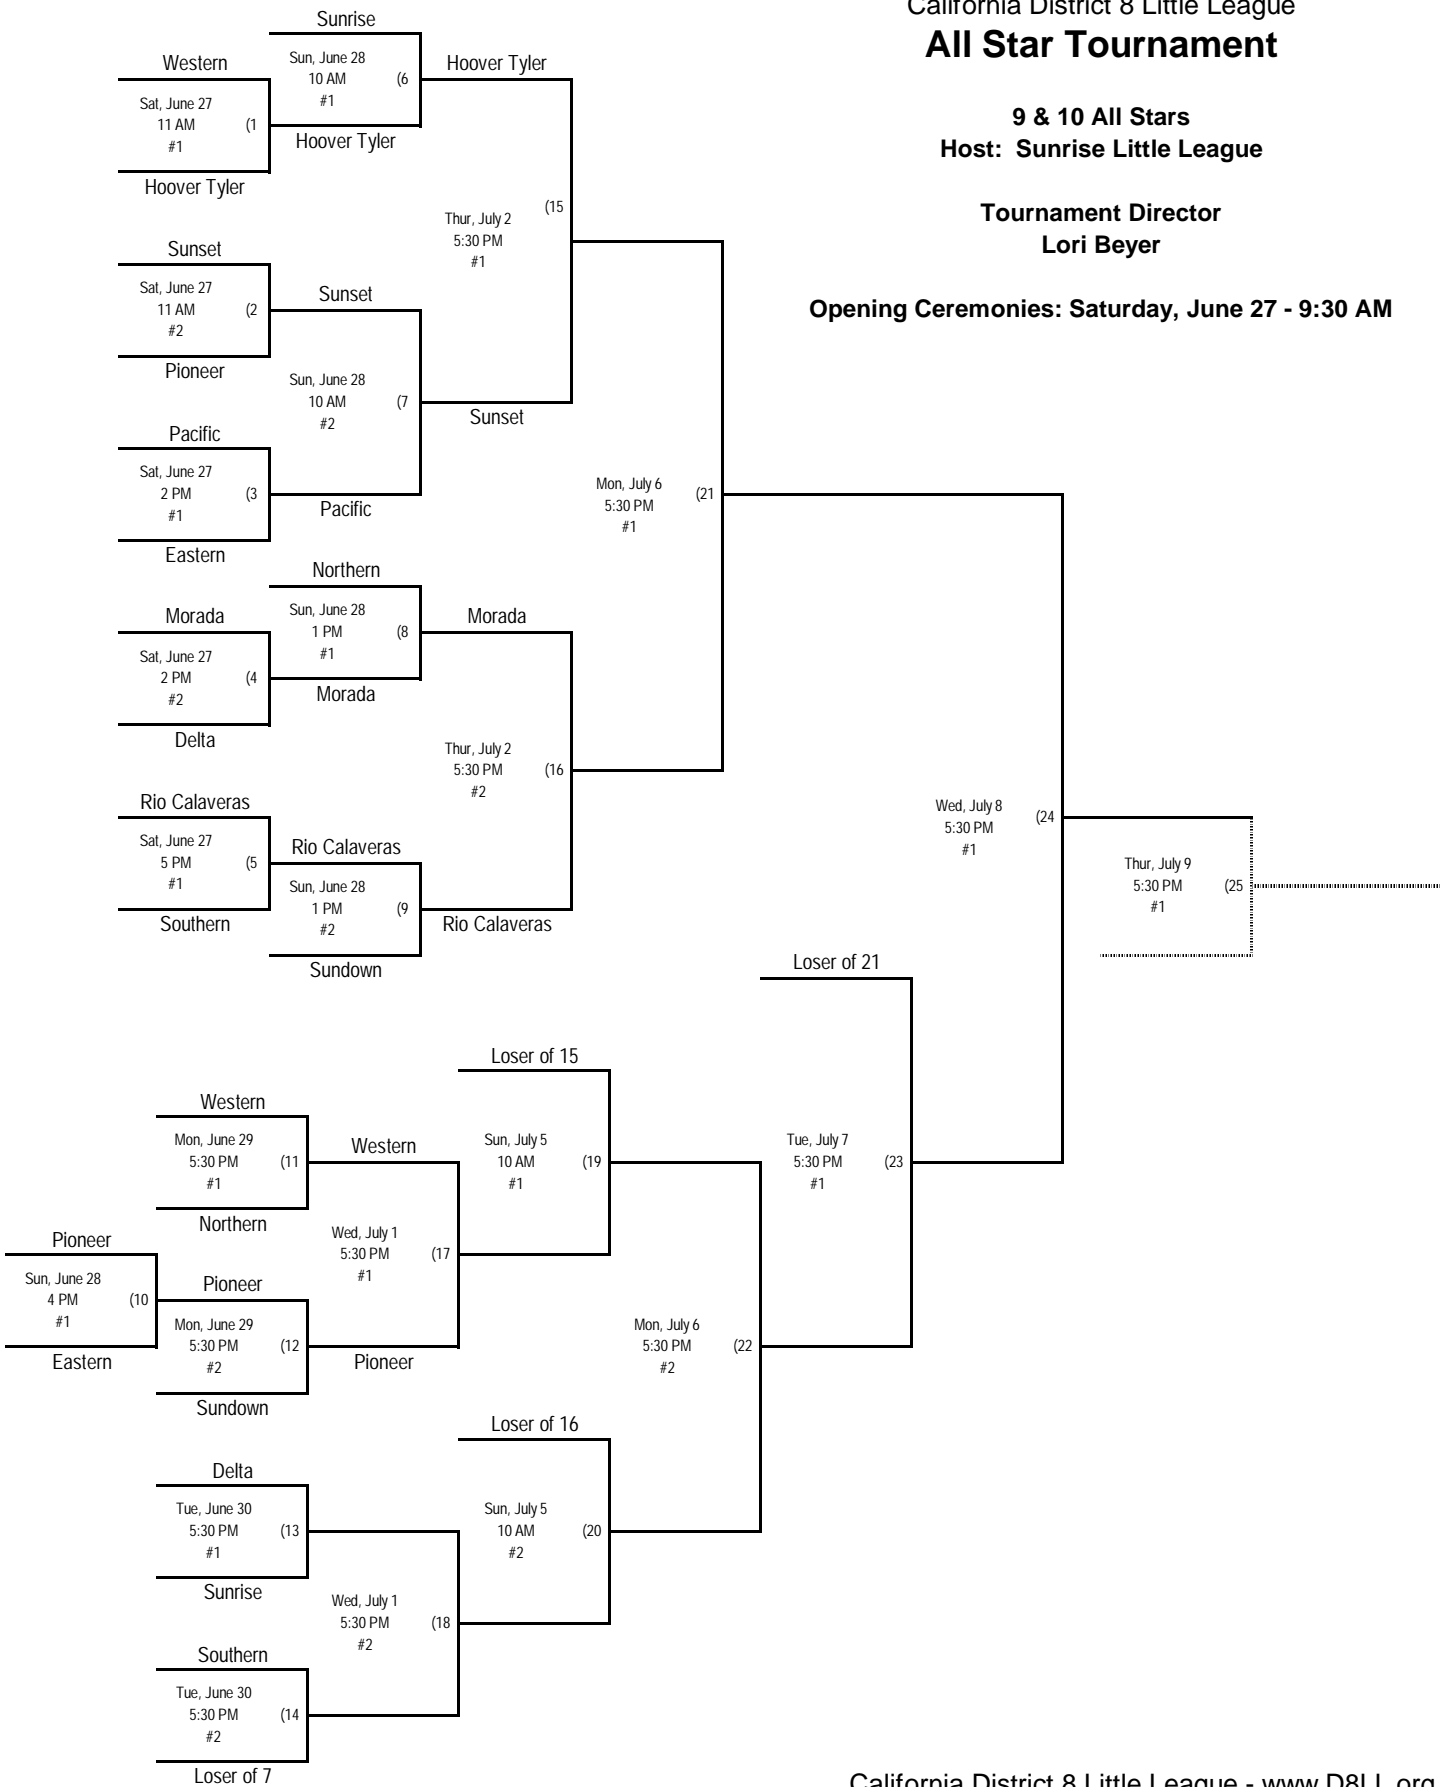 California District 8 Little League
All Star Tournament
9 & 10 All Stars
Host: Sunrise Little League
Tournament Director
Lori Beyer
Opening Ceremonies: Saturday, June 27 - 9:30 AM
Sunrise
Sun, June 28
10 AM
(6
#1
Hoover Tyler
Western
Sat, June 27
11 AM
(1
#1
Hoover Tyler
Hoover Tyler
Thur, July 2
(15
5:30 PM
#1
Sunset
Sunset
Sat, June 27
11 AM
(2
#2
Pioneer
Sunset
Sun, June 28
10 AM
(7
#2
Pacific
Pacific
Sat, June 27
2 PM
(3
#1
Eastern
Mon, July 6
(21
5:30 PM
#1
Northern
Sun, June 28
1 PM
(8
#1
Morada
Morada
Sat, June 27
2 PM
(4
#2
Delta
Morada
Thur, July 2
5:30 PM
(16
#2
Rio Calaveras
Rio Calaveras
Sat, June 27
5 PM
(5
#1
Southern
Rio Calaveras
Sun, June 28
1 PM
(9
#2
Sundown
Wed, July 8
(24
5:30 PM
#1
Thur, July 9
5:30 PM
(25
#1
Loser of 21
Tue, July 7
5:30 PM
(23
#1
Loser of 15
Sun, July 5
10 AM
(19
#1
Western
Mon, June 29
5:30 PM
(11
#1
Northern
Western
Wed, July 1
5:30 PM
(17
#1
Pioneer
Pioneer
Sun, June 28
4 PM
(10
#1
Eastern
Pioneer
Mon, June 29
5:30 PM
(12
#2
Sundown
Mon, July 6
5:30 PM
(22
#2
Loser of 16
Sun, July 5
10 AM
(20
#2
Delta
Tue, June 30
5:30 PM
(13
#1
Sunrise
Wed, July 1
5:30 PM
(18
#2
Southern
Tue, June 30
5:30 PM
(14
#2
Loser of 7
California District 8 Little League - www.D8LL.org